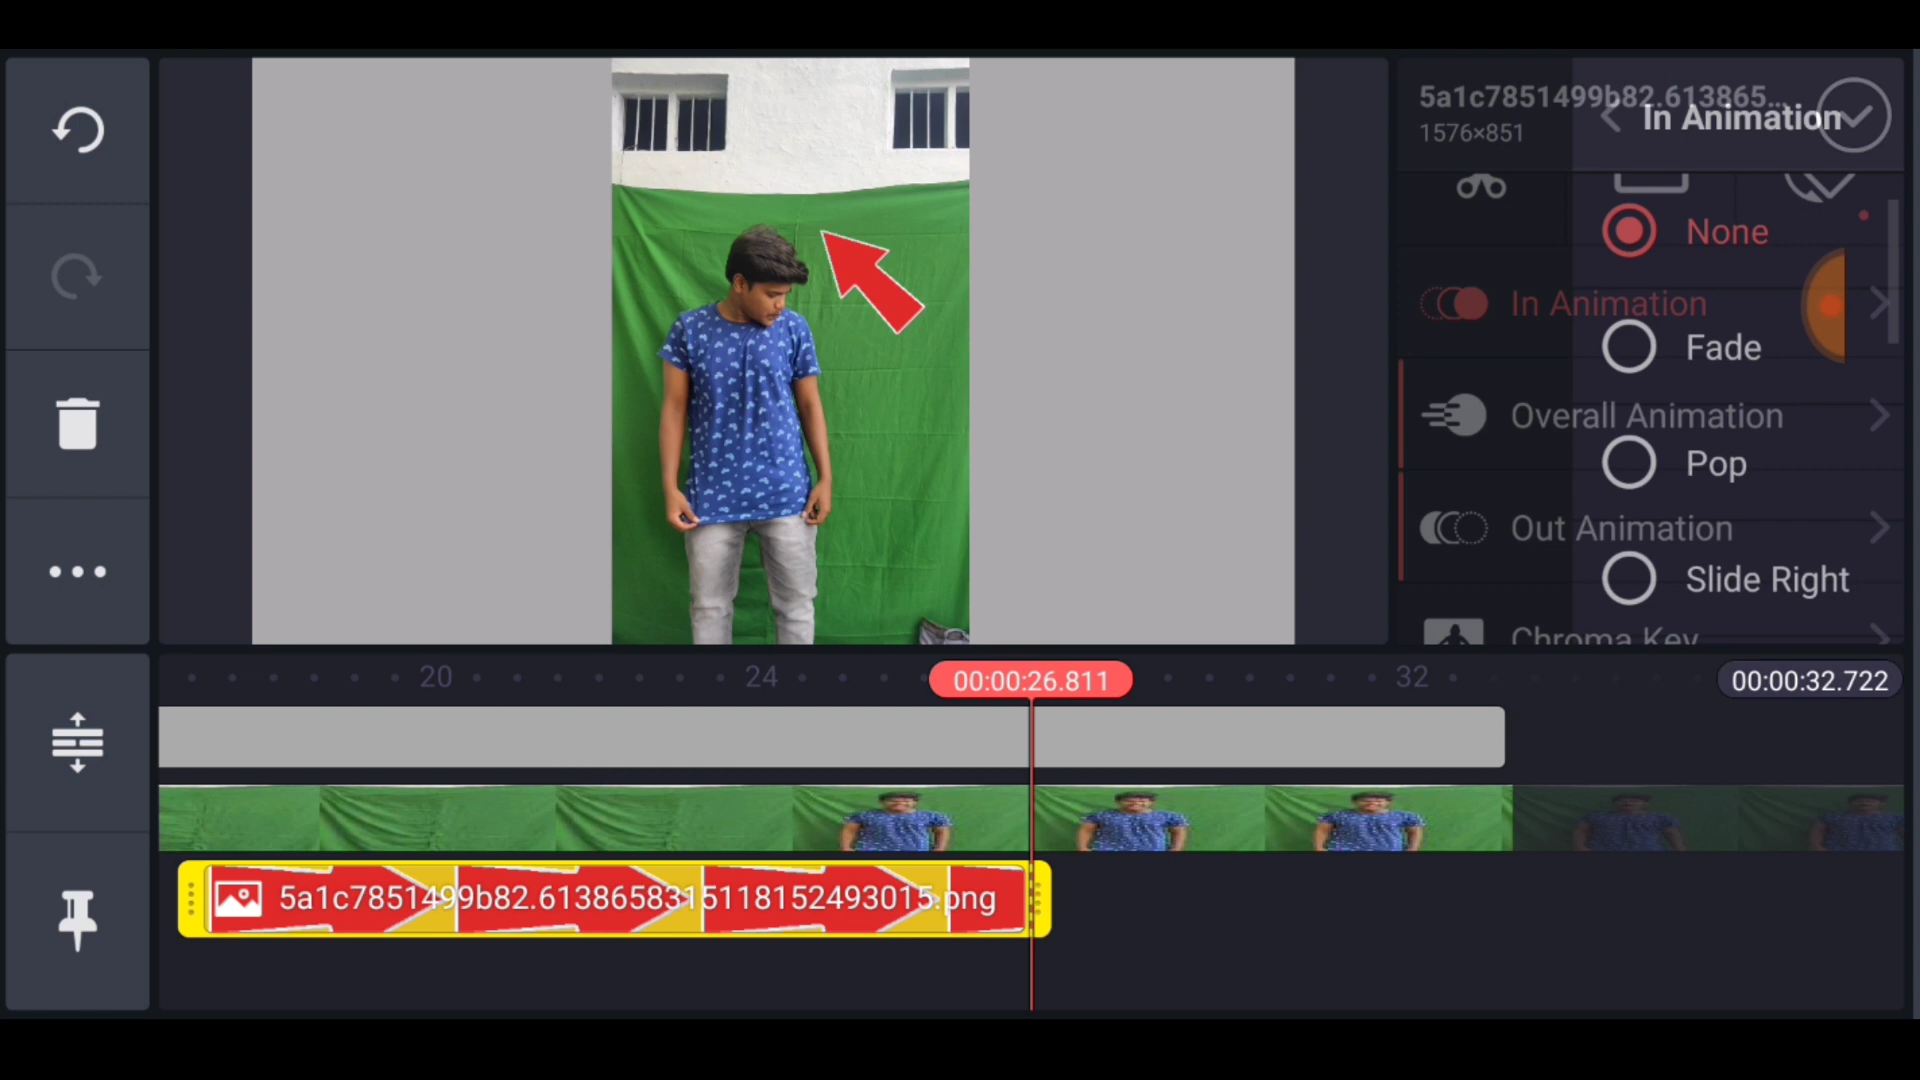 5a1c7851499b82.613865...
1576×851
In Animation
None
In Animation
Fade
Overall Animation
Pop
Out Animation
Slide Right
Chroma Key
20
24
00:00:26.811
32
00:00:32.722
5a1c7851499b82.6138658315118152493015.png